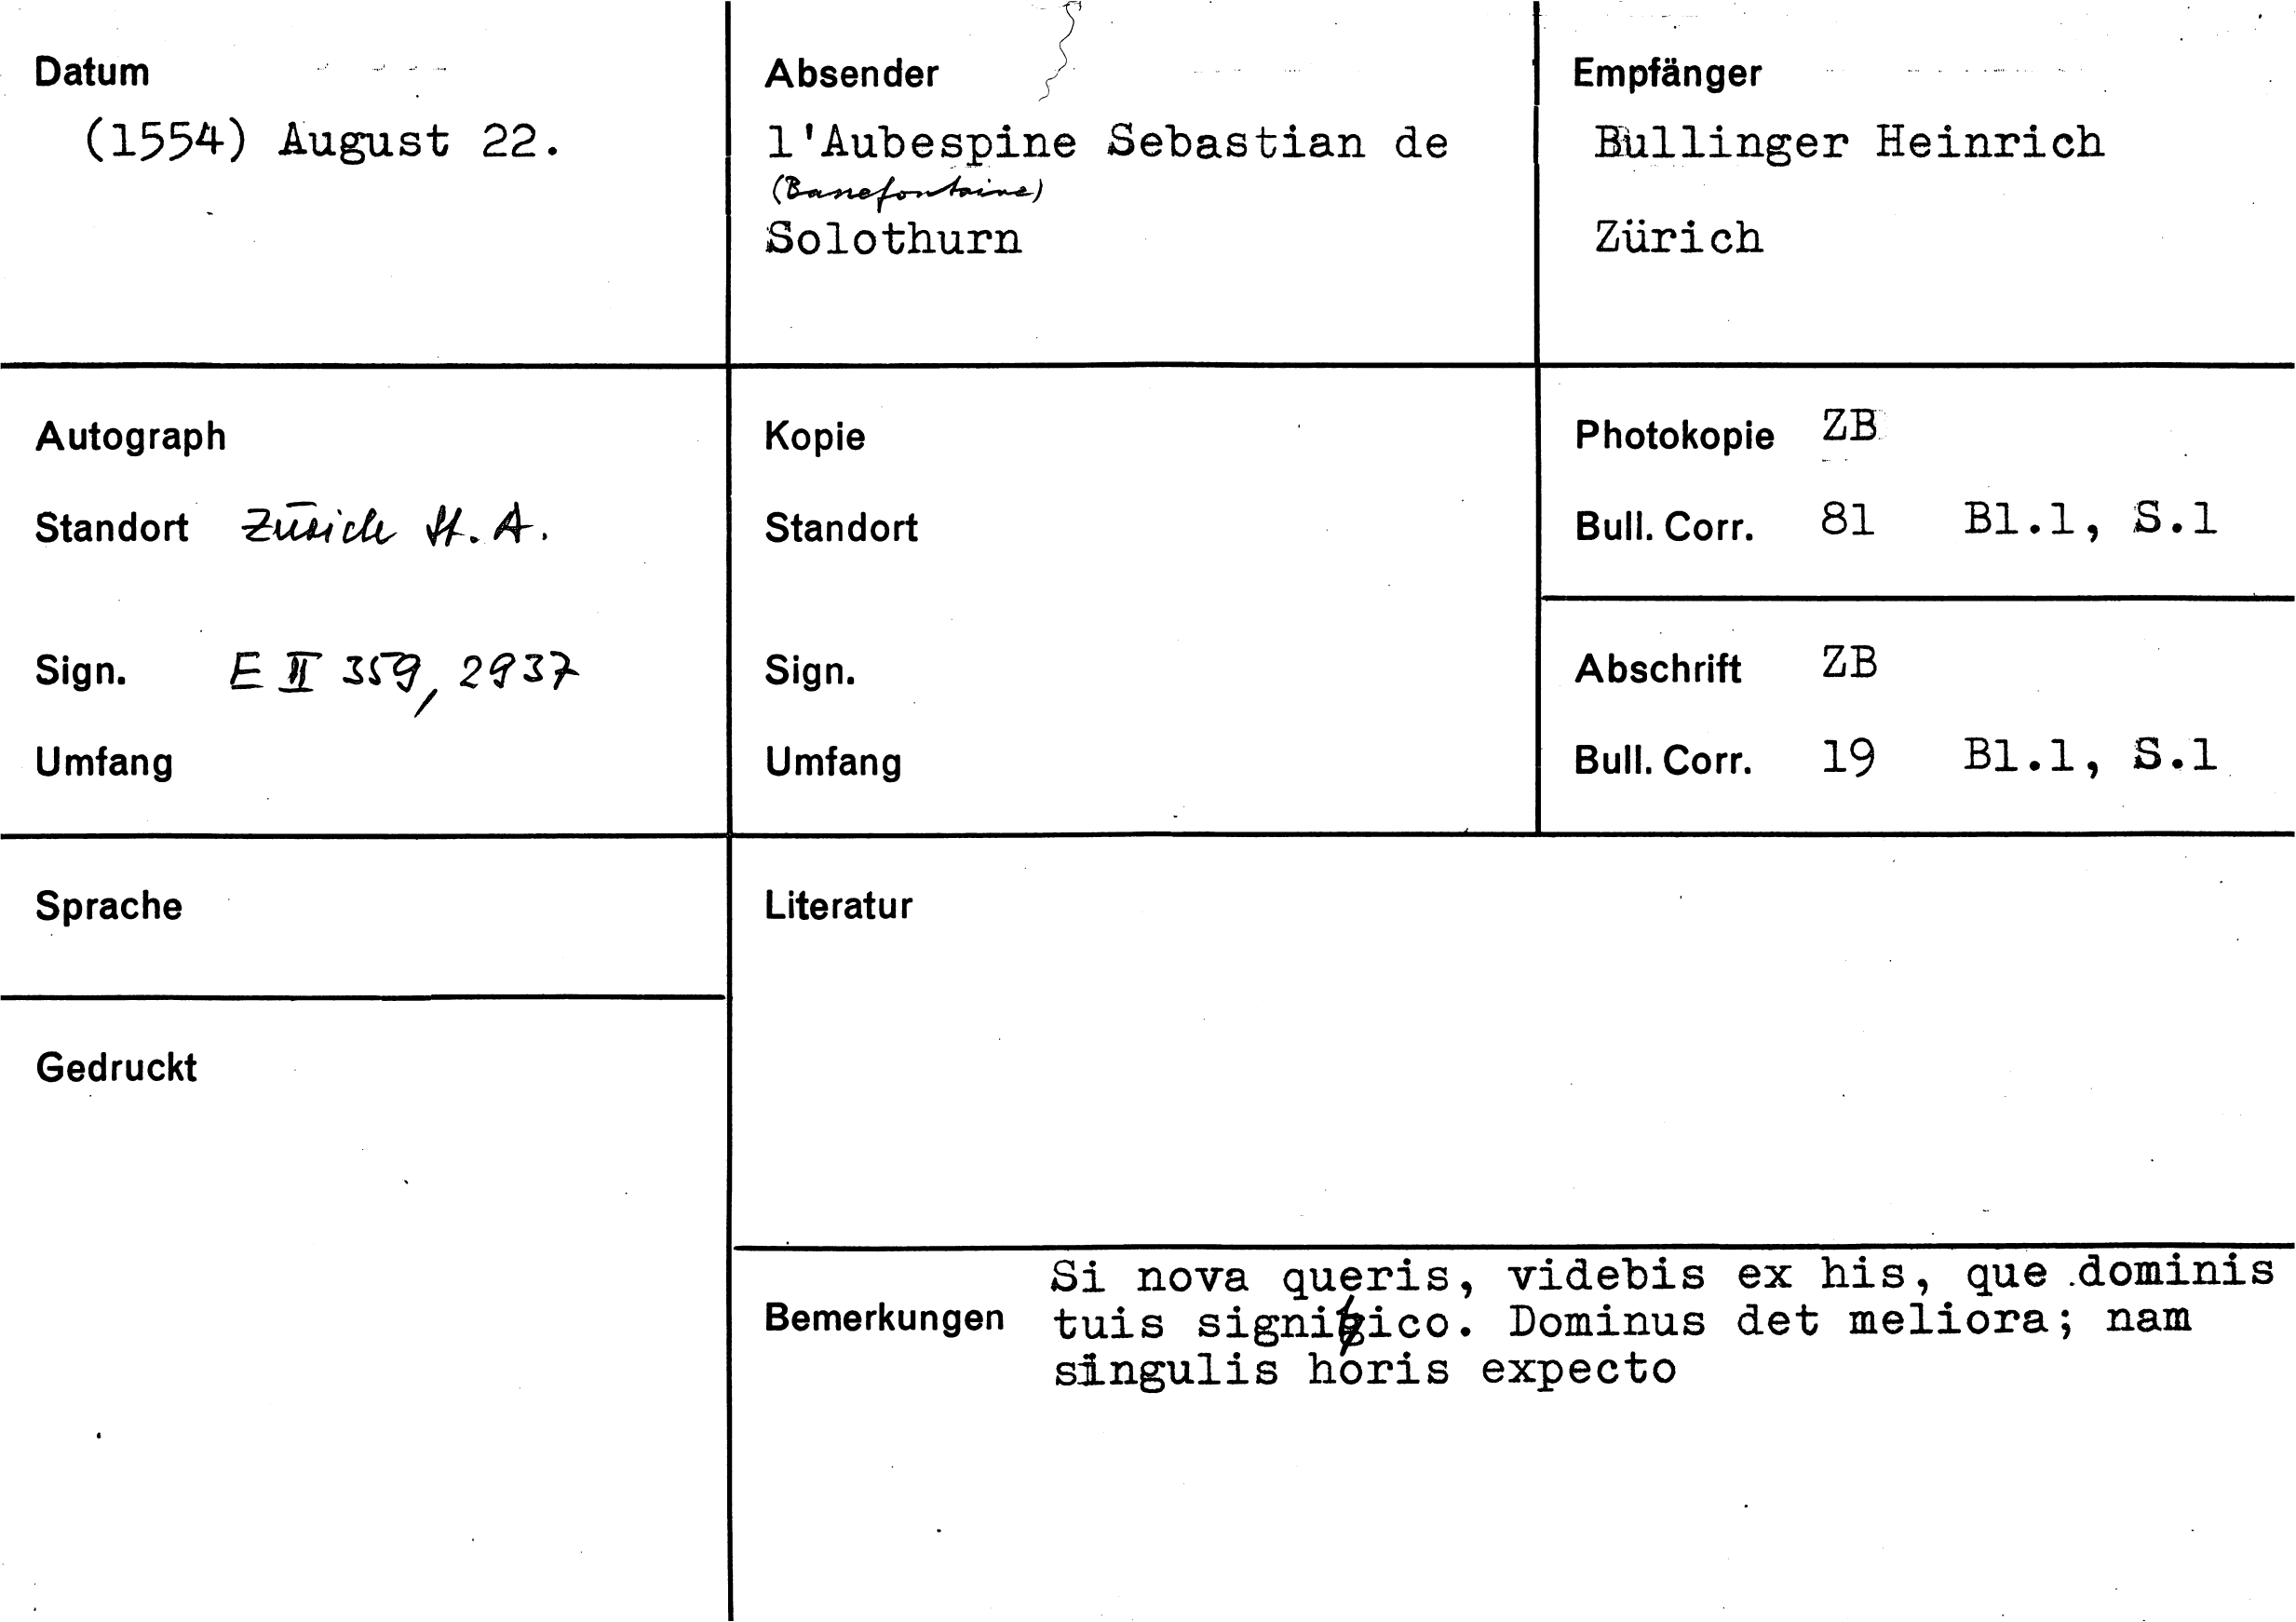 Datum
(1554) August 22.
Absender
l'Aubespine Sebastian de
(Bassefontaine)
Solothurn
Empfänger
Bullinger Heinrich
Zürich
Autograph
Standort Zürich St. A.
Sign. E II 359, 2937
Umfang
Kopie
Standort
Sign.
Umfang
Photokopie ZB
Bull. Corr. 81 Bl.1, S.1
Abschrift ZB
Bull. Corr. 19 Bl.1, S.1
Sprache
Gedruckt
Literatur
Bemerkungen
Si nova queris, videbis ex his, que dominis
tuis significo. Dominus det meliora; nam
singulis horis expecto